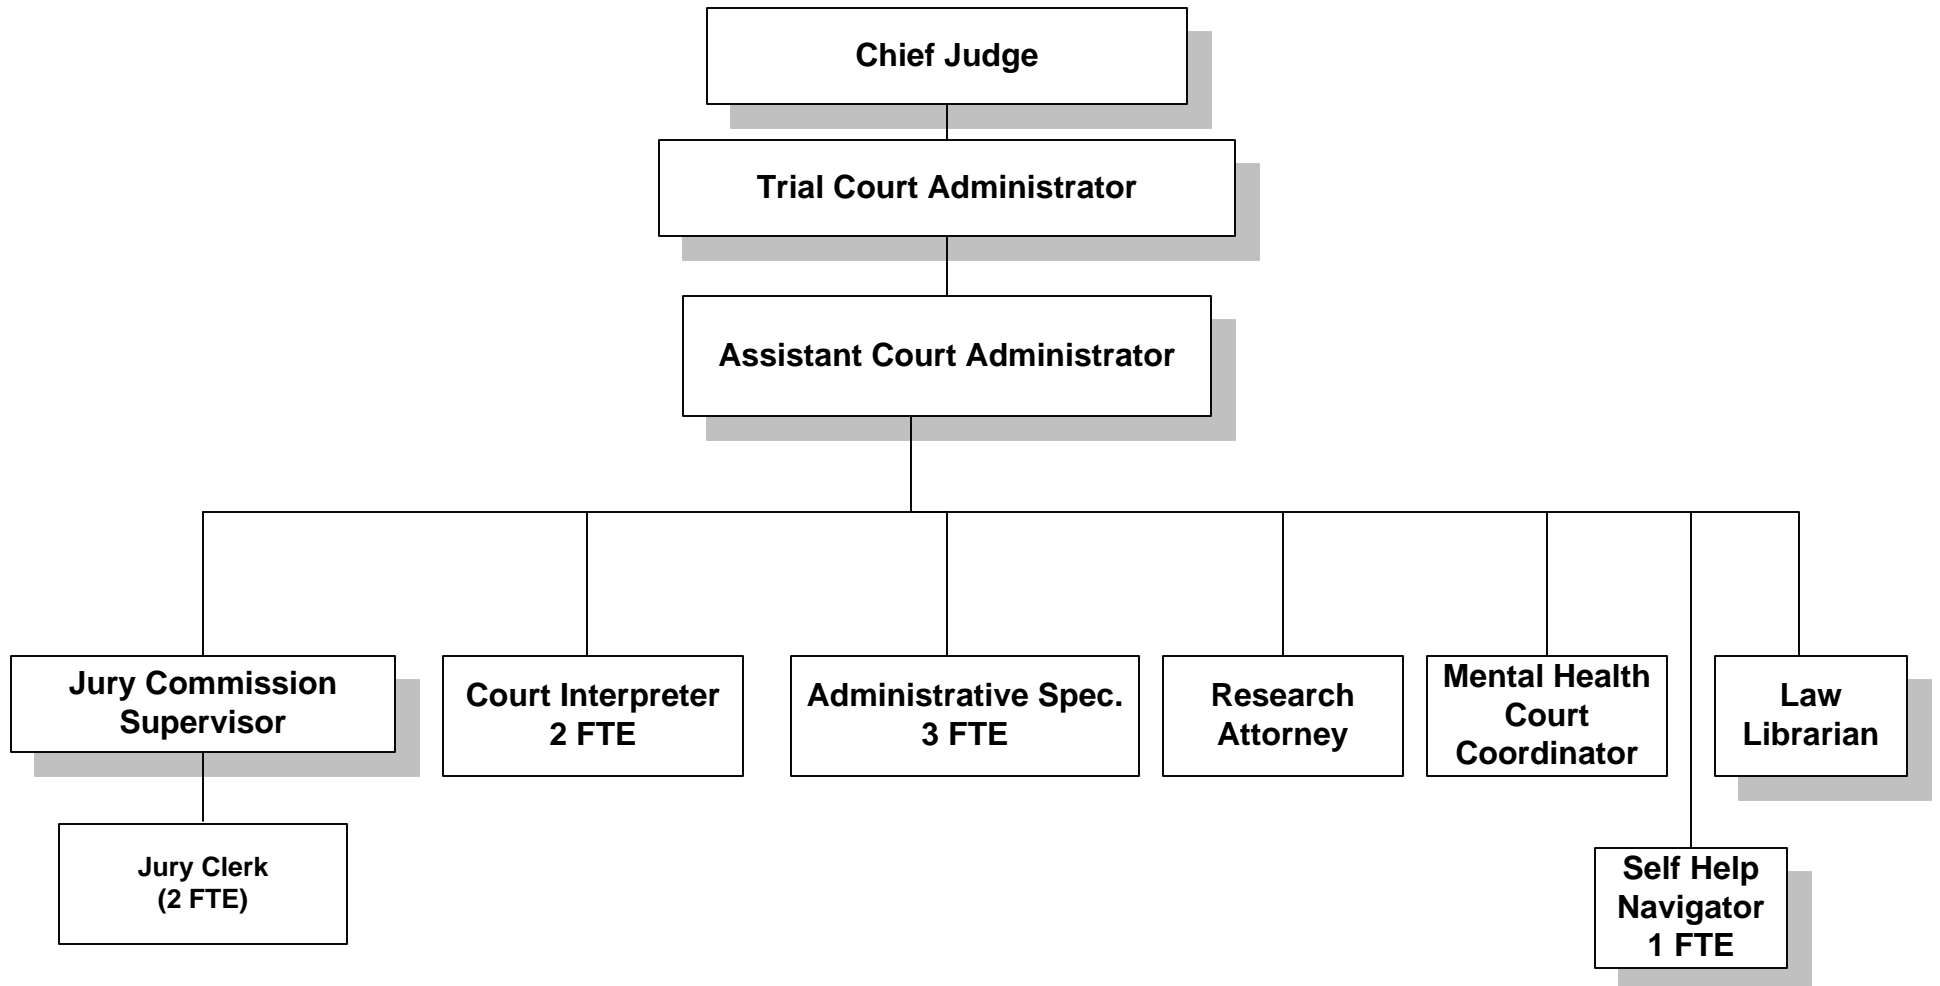 Chief Judge
Trial Court Administrator
Assistant Court Administrator
Jury Commission
Supervisor
Court Interpreter
2 FTE
Administrative Spec.
3 FTE
Research
Attorney
Mental Health
Court
Coordinator
Law
Librarian
Jury Clerk
(2 FTE)
Self Help
Navigator
1 FTE